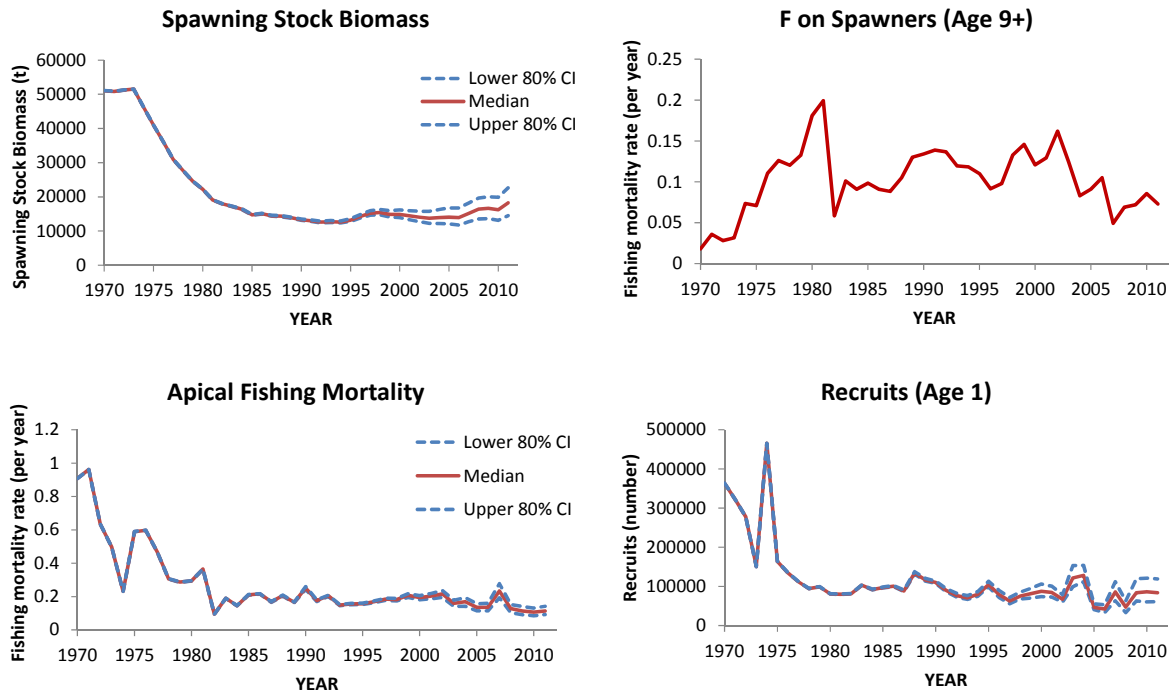 Spawning Stock Biomass
Spawning Stock Biomass (t)
60000
50000
40000
30000
20000
10000
0
1970 1975 1980 1985 1990 1995 2000 2005 2010
YEAR
Lower 80% CI
Median
Upper 80% CI
F on Spawners (Age 9+)
Fishing mortality rate (per year)
0.25
0.2
0.15
0.1
0.05
0
1970 1975 1980 1985 1990 1995 2000 2005 2010
YEAR
Apical Fishing Mortality
Fishing mortality rate (per year)
1.2
1
0.8
0.6
0.4
0.2
0
1970 1975 1980 1985 1990 1995 2000 2005 2010
YEAR
Lower 80% CI
Median
Upper 80% CI
Recruits (Age 1)
Recruits (number)
500000
400000
300000
200000
100000
0
1970 1975 1980 1985 1990 1995 2000 2005 2010
YEAR